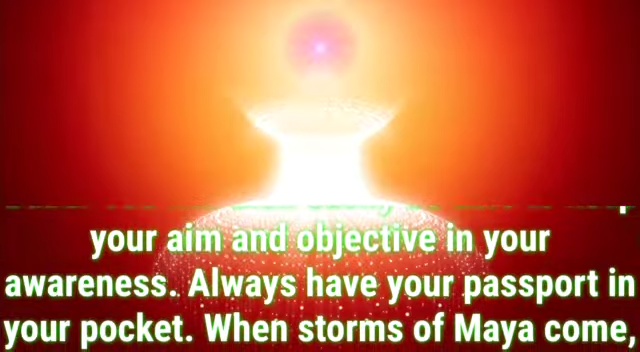 your aim and objective in your
awareness. Always have your passport in
your pocket. When storms of Maya come,